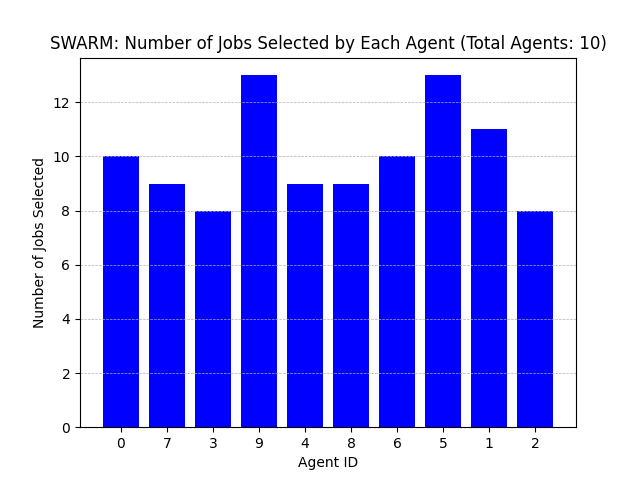 SWARM: Number of Jobs Selected by Each Agent (Total Agents: 10)
Number of Jobs Selected
12
10
8
6
4
2
0
0 7 3 9 4 8 6 5 1 2
Agent ID